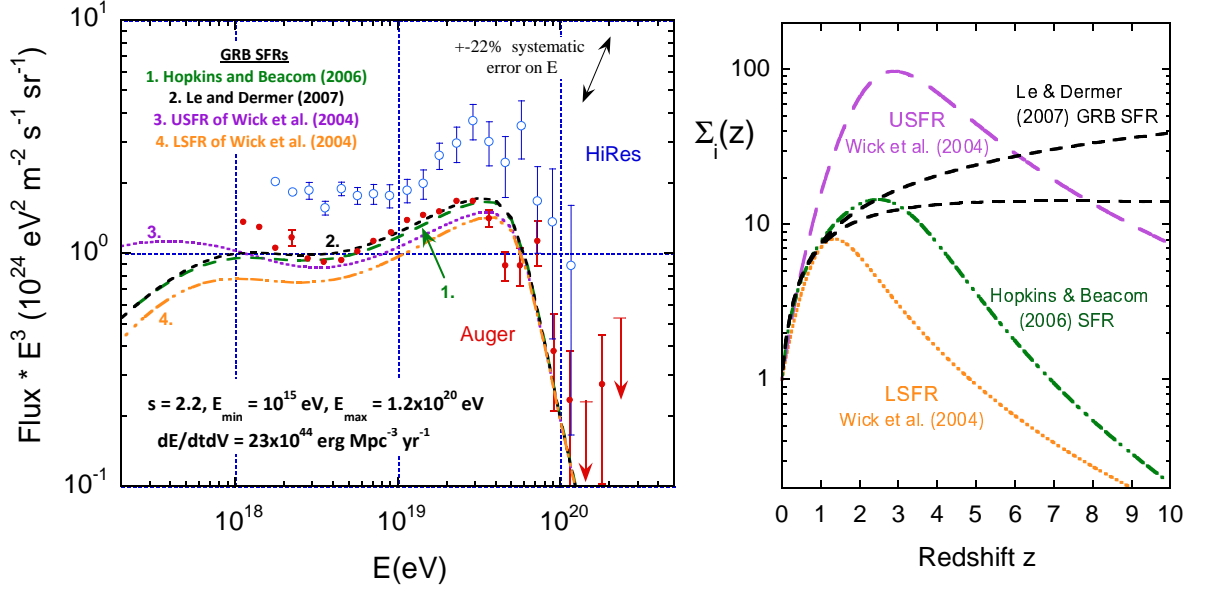 10^1
10^0
10^-1
Flux * E^3 (10^24 eV^2 m^-2 s^-1 sr^-1)
GRB SFRs
1. Hopkins and Beacom (2006)
2. Le and Dermer (2007)
3. USFR of Wick et al. (2004)
4. LSFR of Wick et al. (2004)
+-22% systematic
error on E
HiRes
3.
2.
1.
4.
Auger
s = 2.2, E_min = 10^15 eV, E_max = 1.2x10^20 eV
dE/dtdV = 23x10^44 erg Mpc^-3 yr^-1
10^18 10^19 10^20
E(eV)
100
10
1
Σ_i(z)
USFR
Wick et al. (2004)
Le & Dermer
(2007) GRB SFR
Hopkins & Beacom
(2006) SFR
LSFR
Wick et al. (2004)
0 1 2 3 4 5 6 7 8 9 10
Redshift z